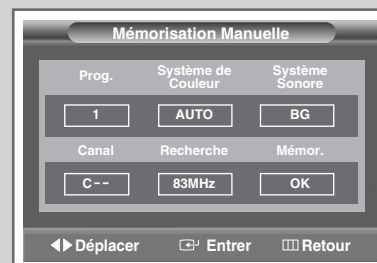 Mémorisation Manuelle
Prog. Système de Couleur Système Sonore
1 AUTO BG
Canal Recherche Mémor.
C-- 83MHz OK
Déplacer Entrer Retour